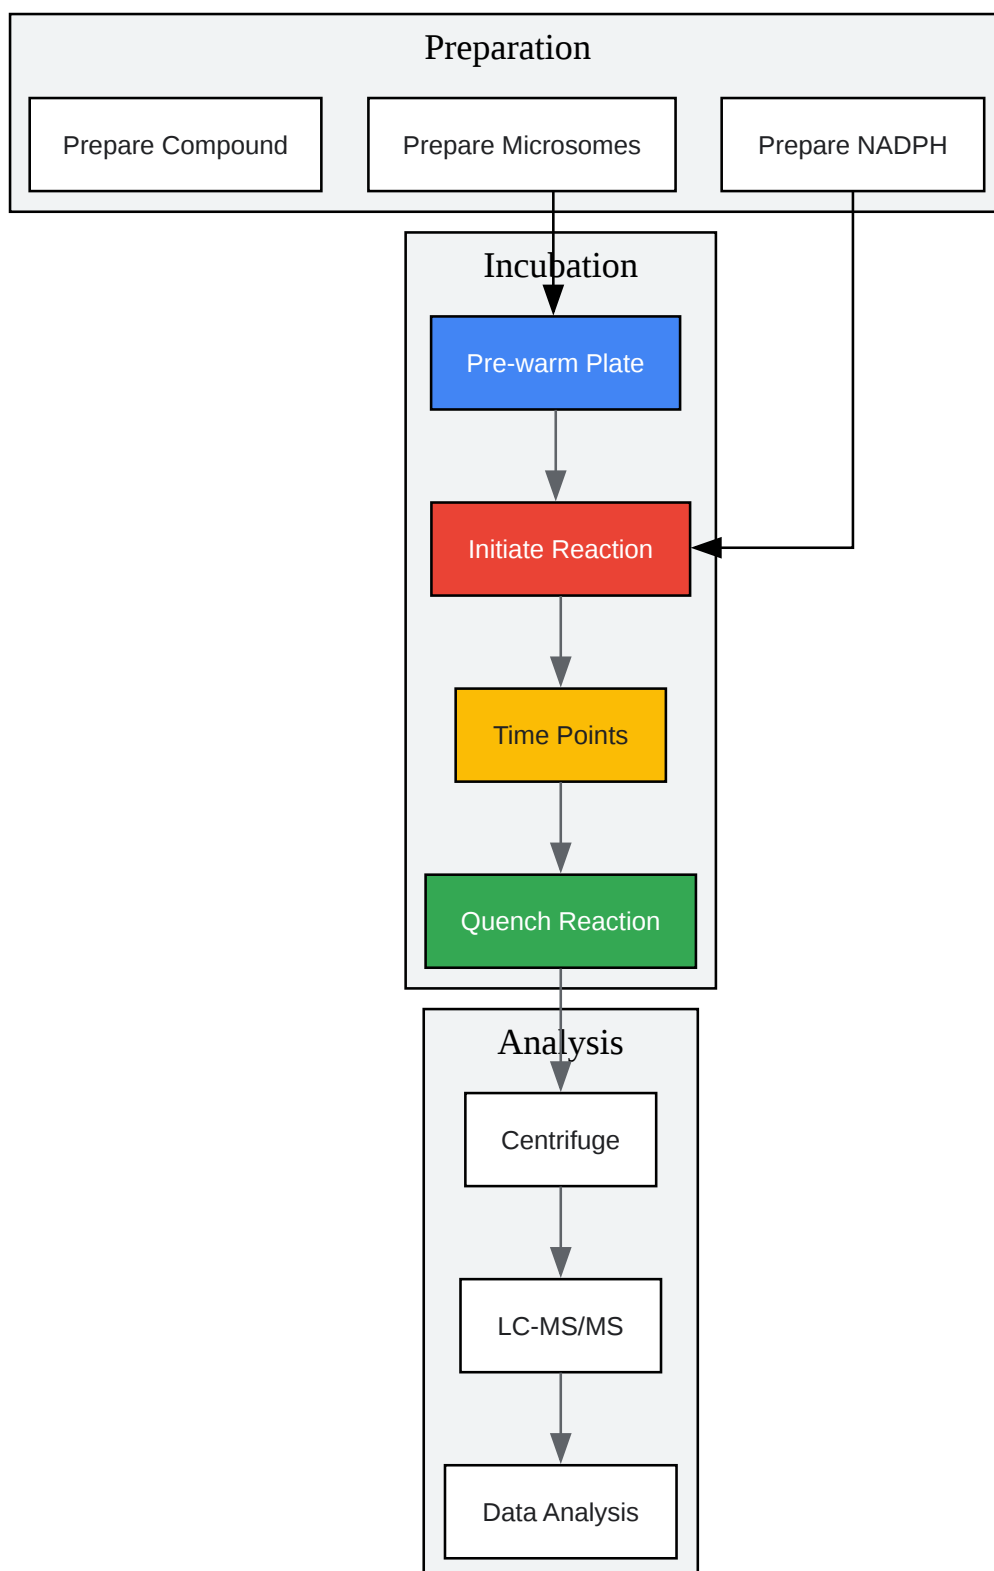 Preparation
Prepare Compound
Prepare Microsomes
Prepare NADPH
Incubation
Pre-warm Plate
Initiate Reaction
Time Points
Quench Reaction
Analysis
Centrifuge
LC-MS/MS
Data Analysis